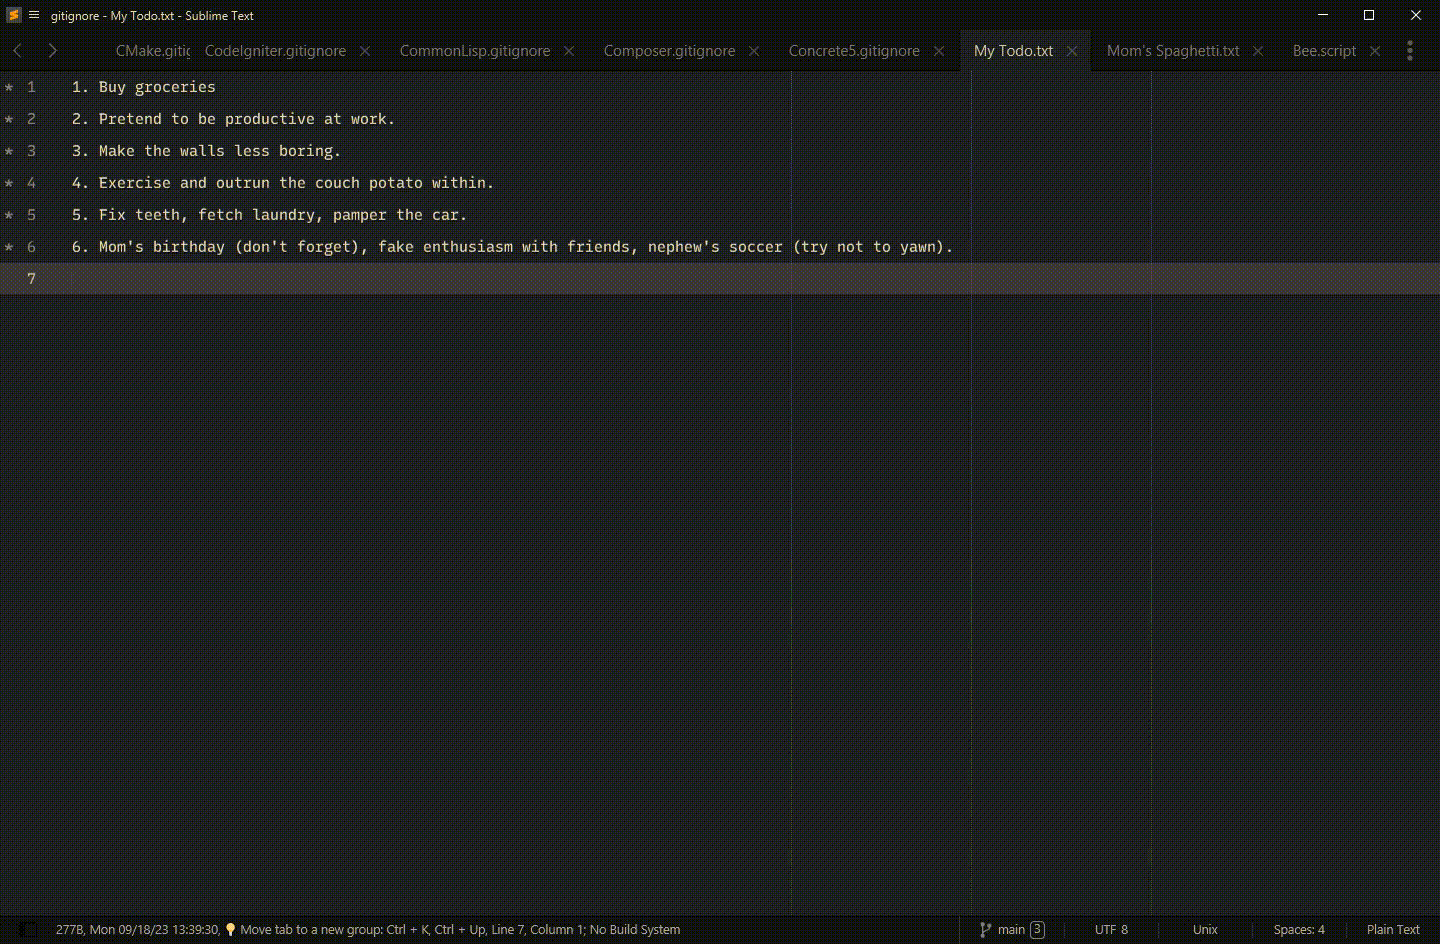 gitignore - My Todo.txt - Sublime Text
CMake.gitig CodeIgniter.gitignore CommonLisp.gitignore Composer.gitignore Concrete5.gitignore My Todo.txt Mom's Spaghetti.txt Bee.script
* 1 1. Buy groceries
* 2 2. Pretend to be productive at work.
* 3 3. Make the walls less boring.
* 4 4. Exercise and outrun the couch potato within.
* 5 5. Fix teeth, fetch laundry, pamper the car.
* 6 6. Mom's birthday (don't forget), fake enthusiasm with friends, nephew's soccer (try not to yawn).
7
277B, Mon 09/18/23 13:39:30, 💡 Move tab to a new group: Ctrl + K, Ctrl + Up, Line 7, Column 1; No Build System main 3 UTF 8 Unix Spaces: 4 Plain Text